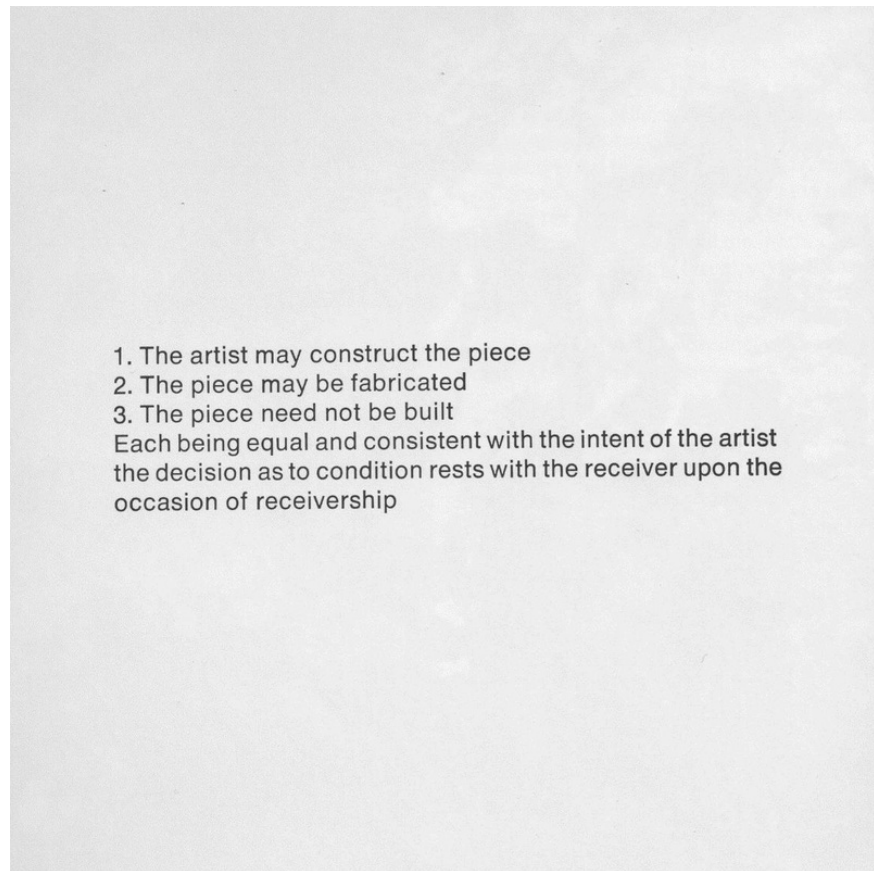 1. The artist may construct the piece
2. The piece may be fabricated
3. The piece need not be built
Each being equal and consistent with the intent of the artist
the decision as to condition rests with the receiver upon the
occasion of receivership